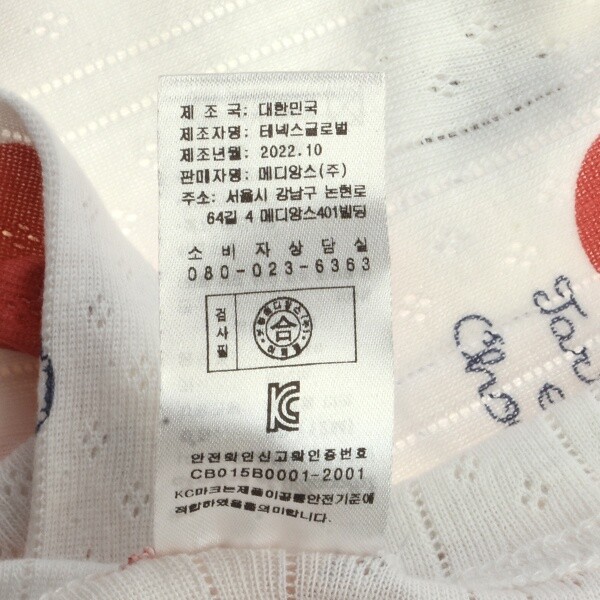 제 조 국: 대한민국
제조자명: 테넥스글로벌
제조년월: 2022.10
판매자명: 메디앙스(주)
주소: 서울시 강남구 논현로
64길 4 메디앙스401빌딩
소비자상담실
080-023-6363
검사필
合
KC
안전확인신고확인증번호
CB015B0001-2001
KC마크는제품이공통안전기준에
적합하였음을의미합니다.